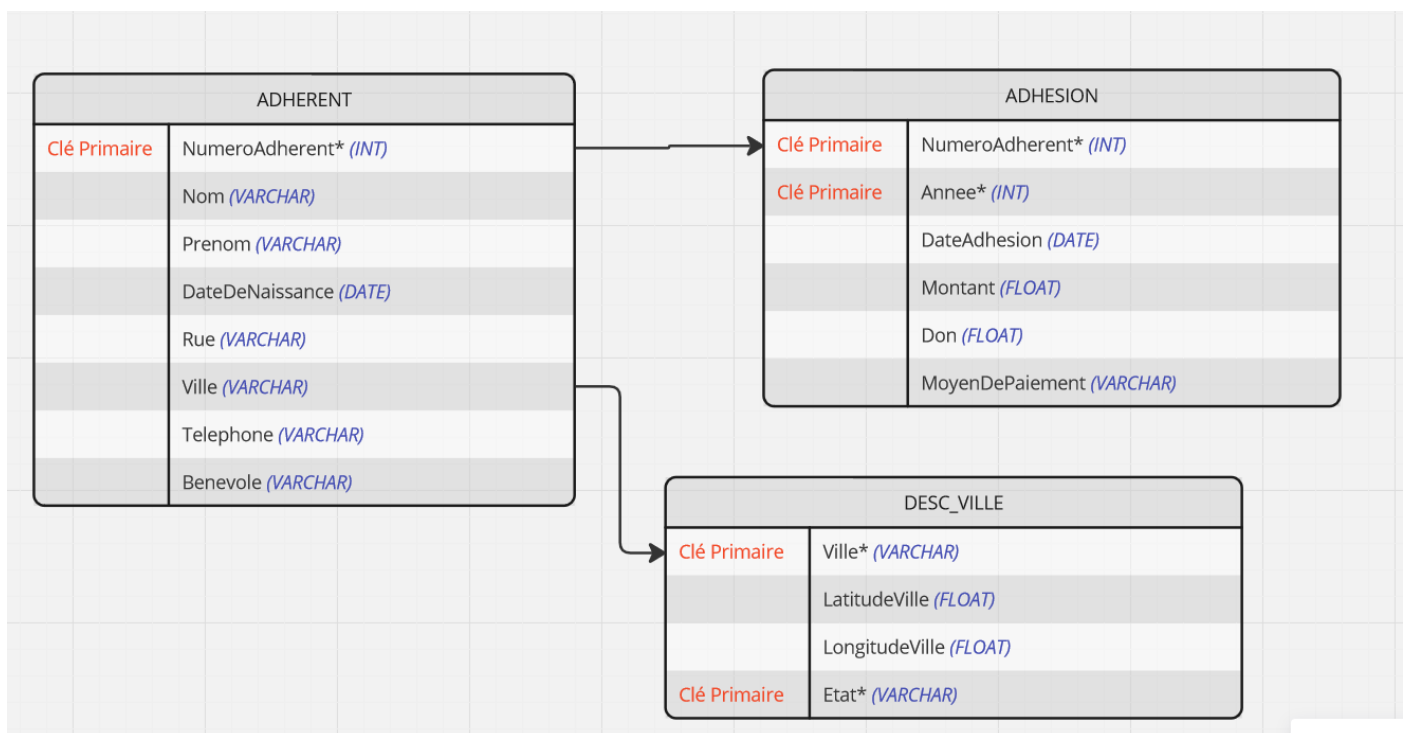 ADHERENT
Clé Primaire NumeroAdherent* (INT)
Nom (VARCHAR)
Prenom (VARCHAR)
DateDeNaissance (DATE)
Rue (VARCHAR)
Ville (VARCHAR)
Telephone (VARCHAR)
Benevole (VARCHAR)
ADHESION
Clé Primaire NumeroAdherent* (INT)
Clé Primaire Annee* (INT)
DateAdhesion (DATE)
Montant (FLOAT)
Don (FLOAT)
MoyenDePaiement (VARCHAR)
DESC_VILLE
Clé Primaire Ville* (VARCHAR)
LatitudeVille (FLOAT)
LongitudeVille (FLOAT)
Clé Primaire Etat* (VARCHAR)